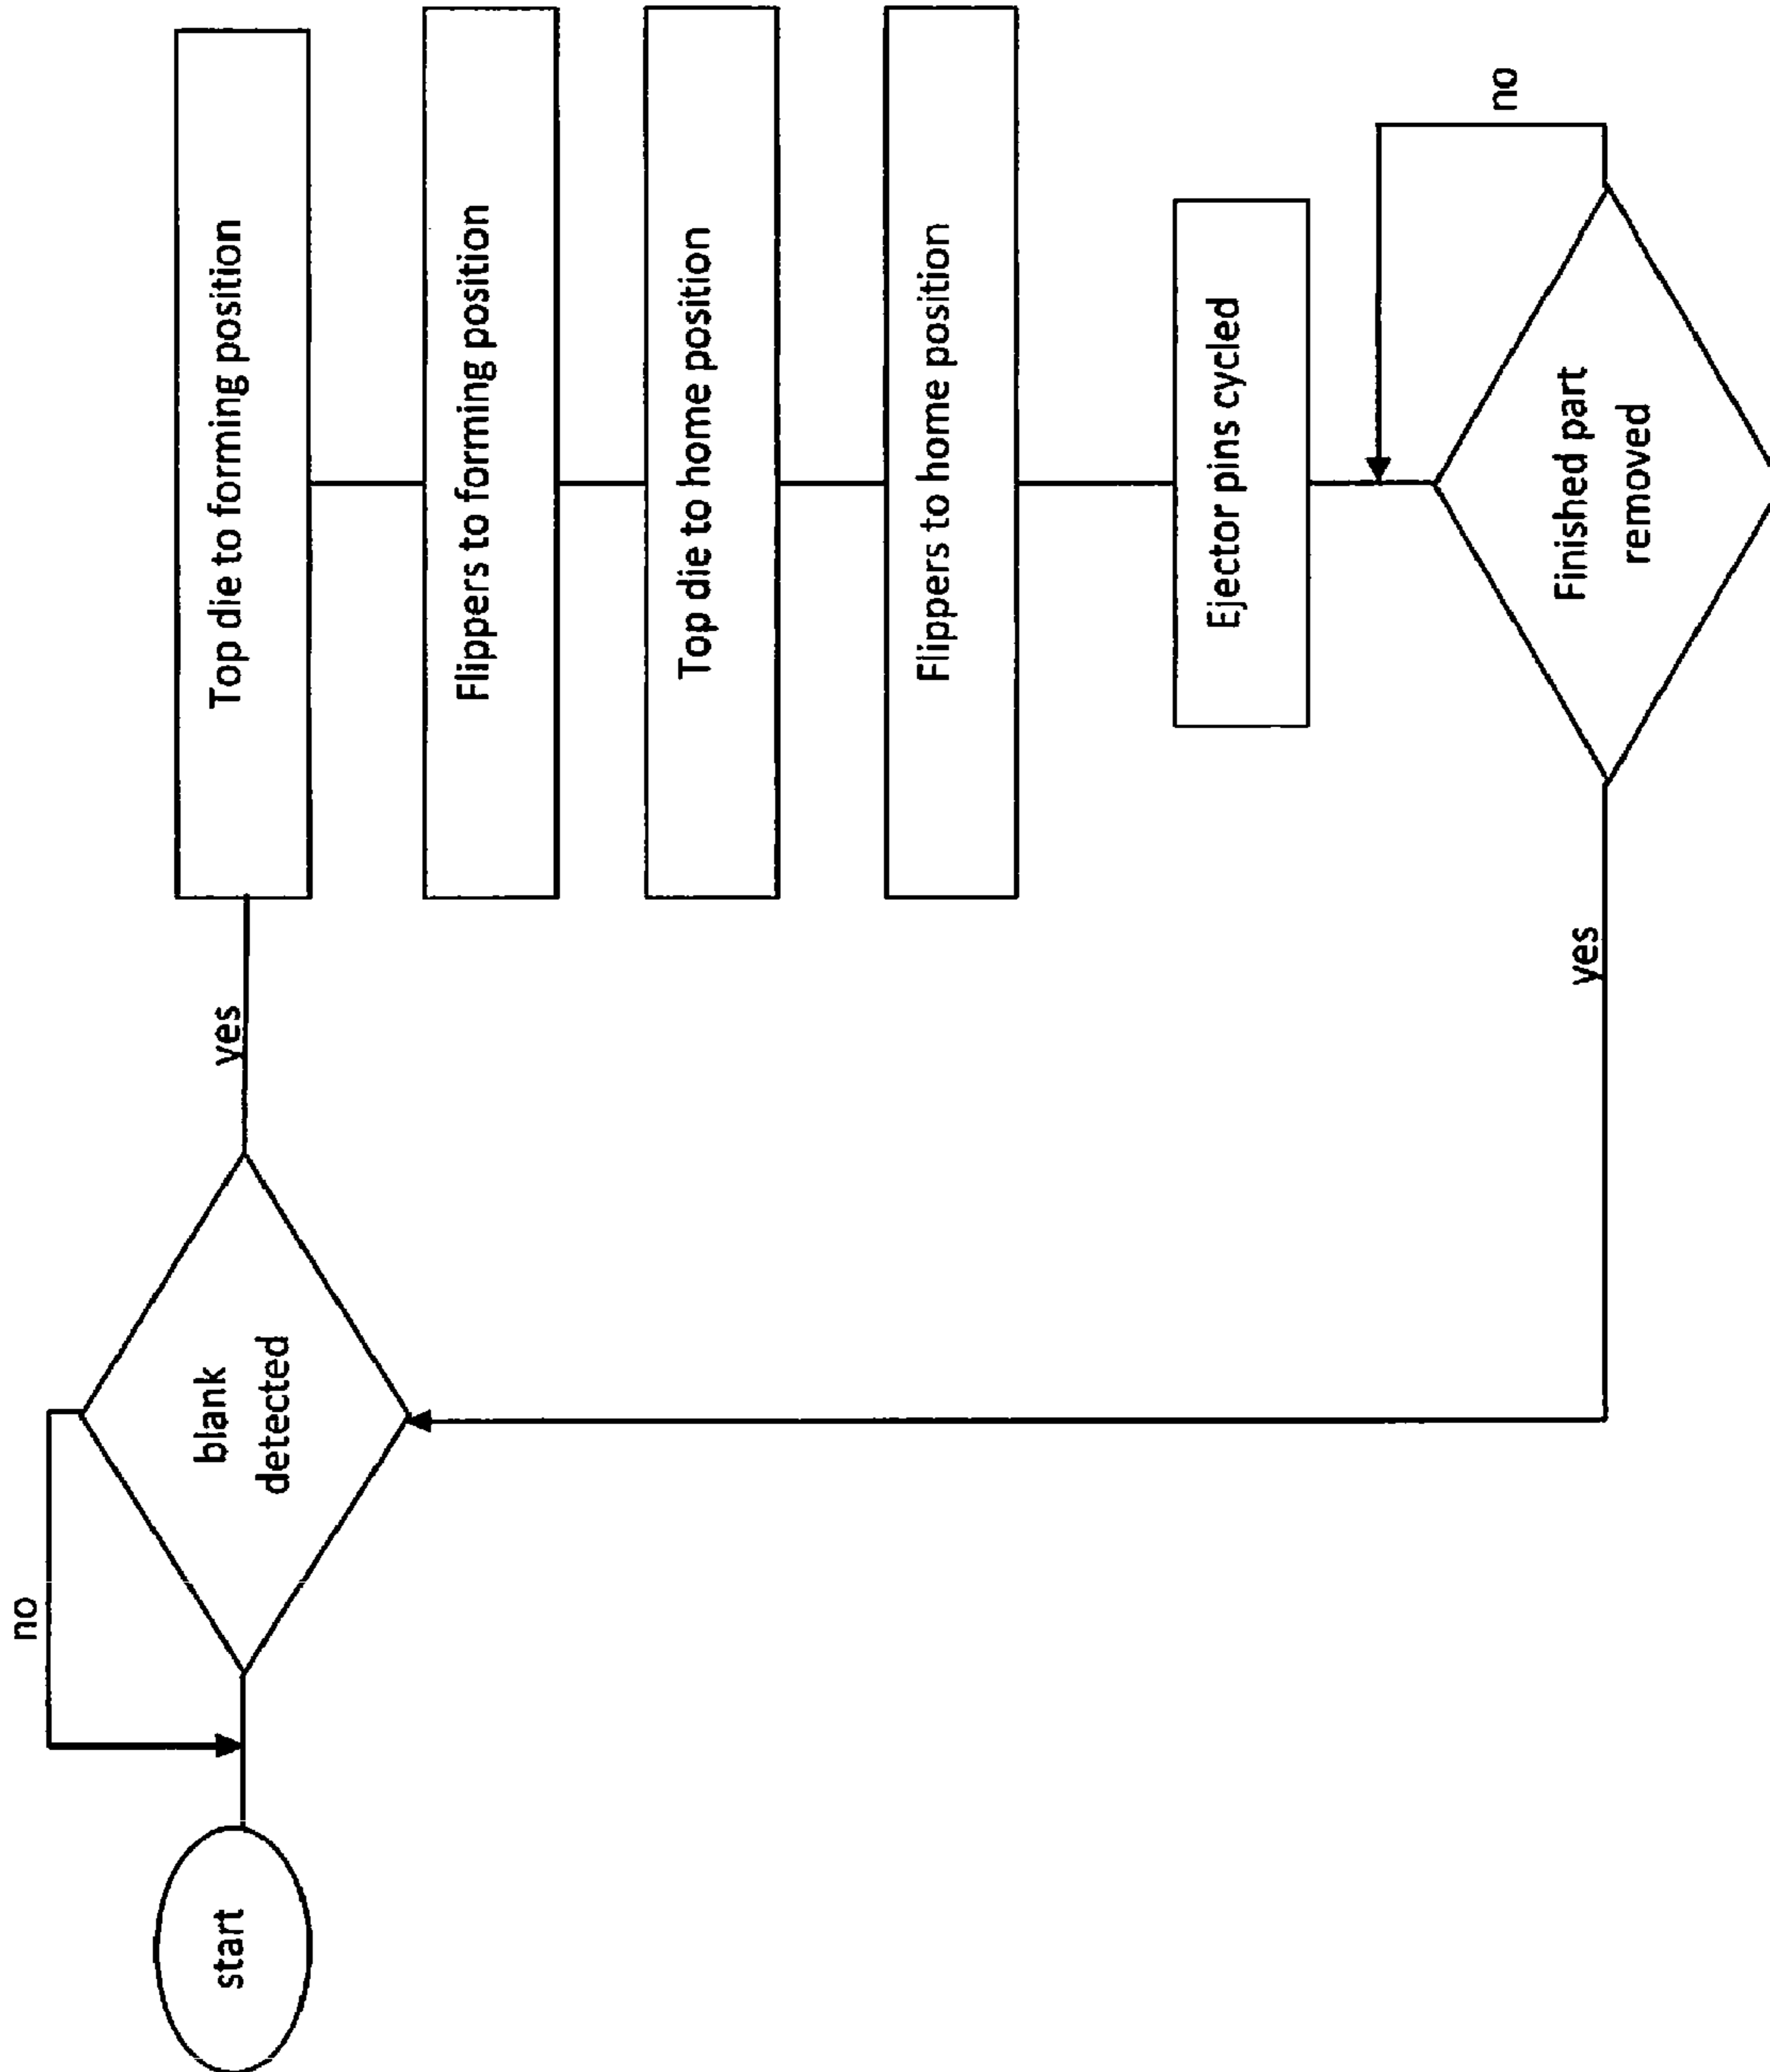 start
no
blank
detected
yes
Top die to forming position
Flippers to forming position
Top die to home position
Flippers to home position
Ejector pins cycled
Finished part
removed
no
yes